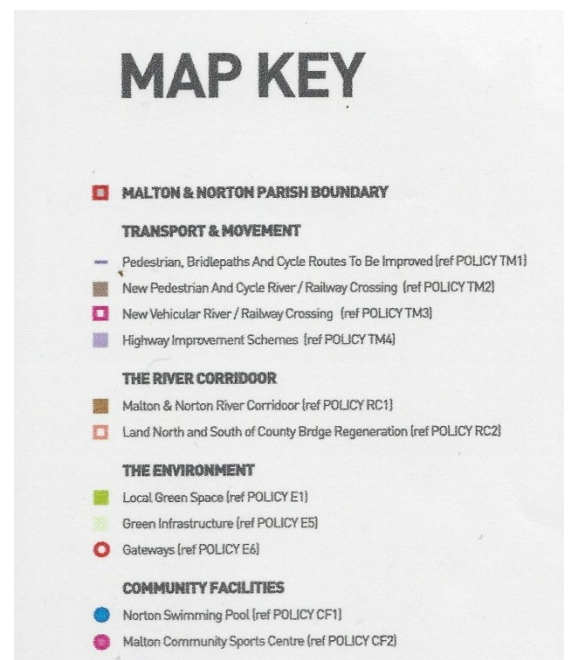 MAP KEY
MALTON & NORTON PARISH BOUNDARY
TRANSPORT & MOVEMENT
Pedestrian, Bridlepaths And Cycle Routes To Be Improved (ref POLICY TM1)
New Pedestrian And Cycle River / Railway Crossing (ref POLICY TM2)
New Vehicular River / Railway Crossing (ref POLICY TM3)
Highway Improvement Schemes (ref POLICY TM4)
THE RIVER CORRIDOOR
Malton & Norton River Corridoor (ref POLICY RC1)
Land North and South of County Brdge Regeneration (ref POLICY RC2)
THE ENVIRONMENT
Local Green Space (ref POLICY E1)
Green Infrastructure (ref POLICY E5)
Gateways (ref POLICY E6)
COMMUNITY FACILITIES
Norton Swimming Pool (ref POLICY CF1)
Malton Community Sports Centre (ref POLICY CF2)